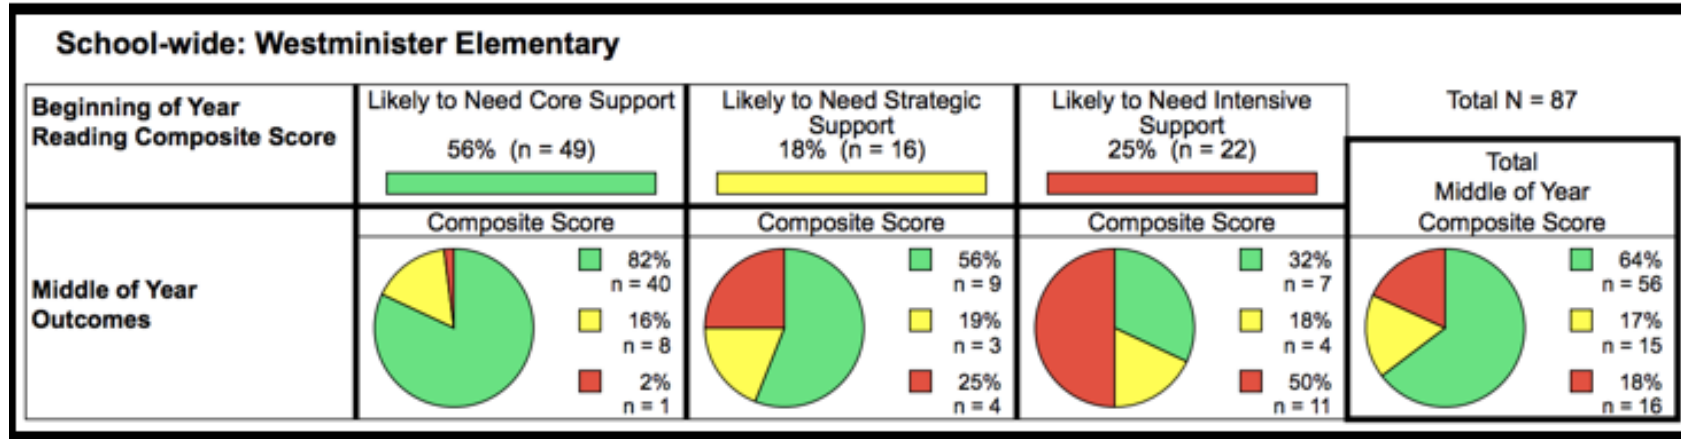 School-wide: Westminister Elementary
Beginning of Year
Reading Composite Score
Likely to Need Core Support
56% (n = 49)
Likely to Need Strategic
Support
18% (n = 16)
Likely to Need Intensive
Support
25% (n = 22)
Total N = 87
Total
Middle of Year
Composite Score
Middle of Year
Outcomes
Composite Score
82%
n = 40
16%
n = 8
2%
n = 1
Composite Score
56%
n = 9
19%
n = 3
25%
n = 4
Composite Score
32%
n = 7
18%
n = 4
50%
n = 11
64%
n = 56
17%
n = 15
18%
n = 16